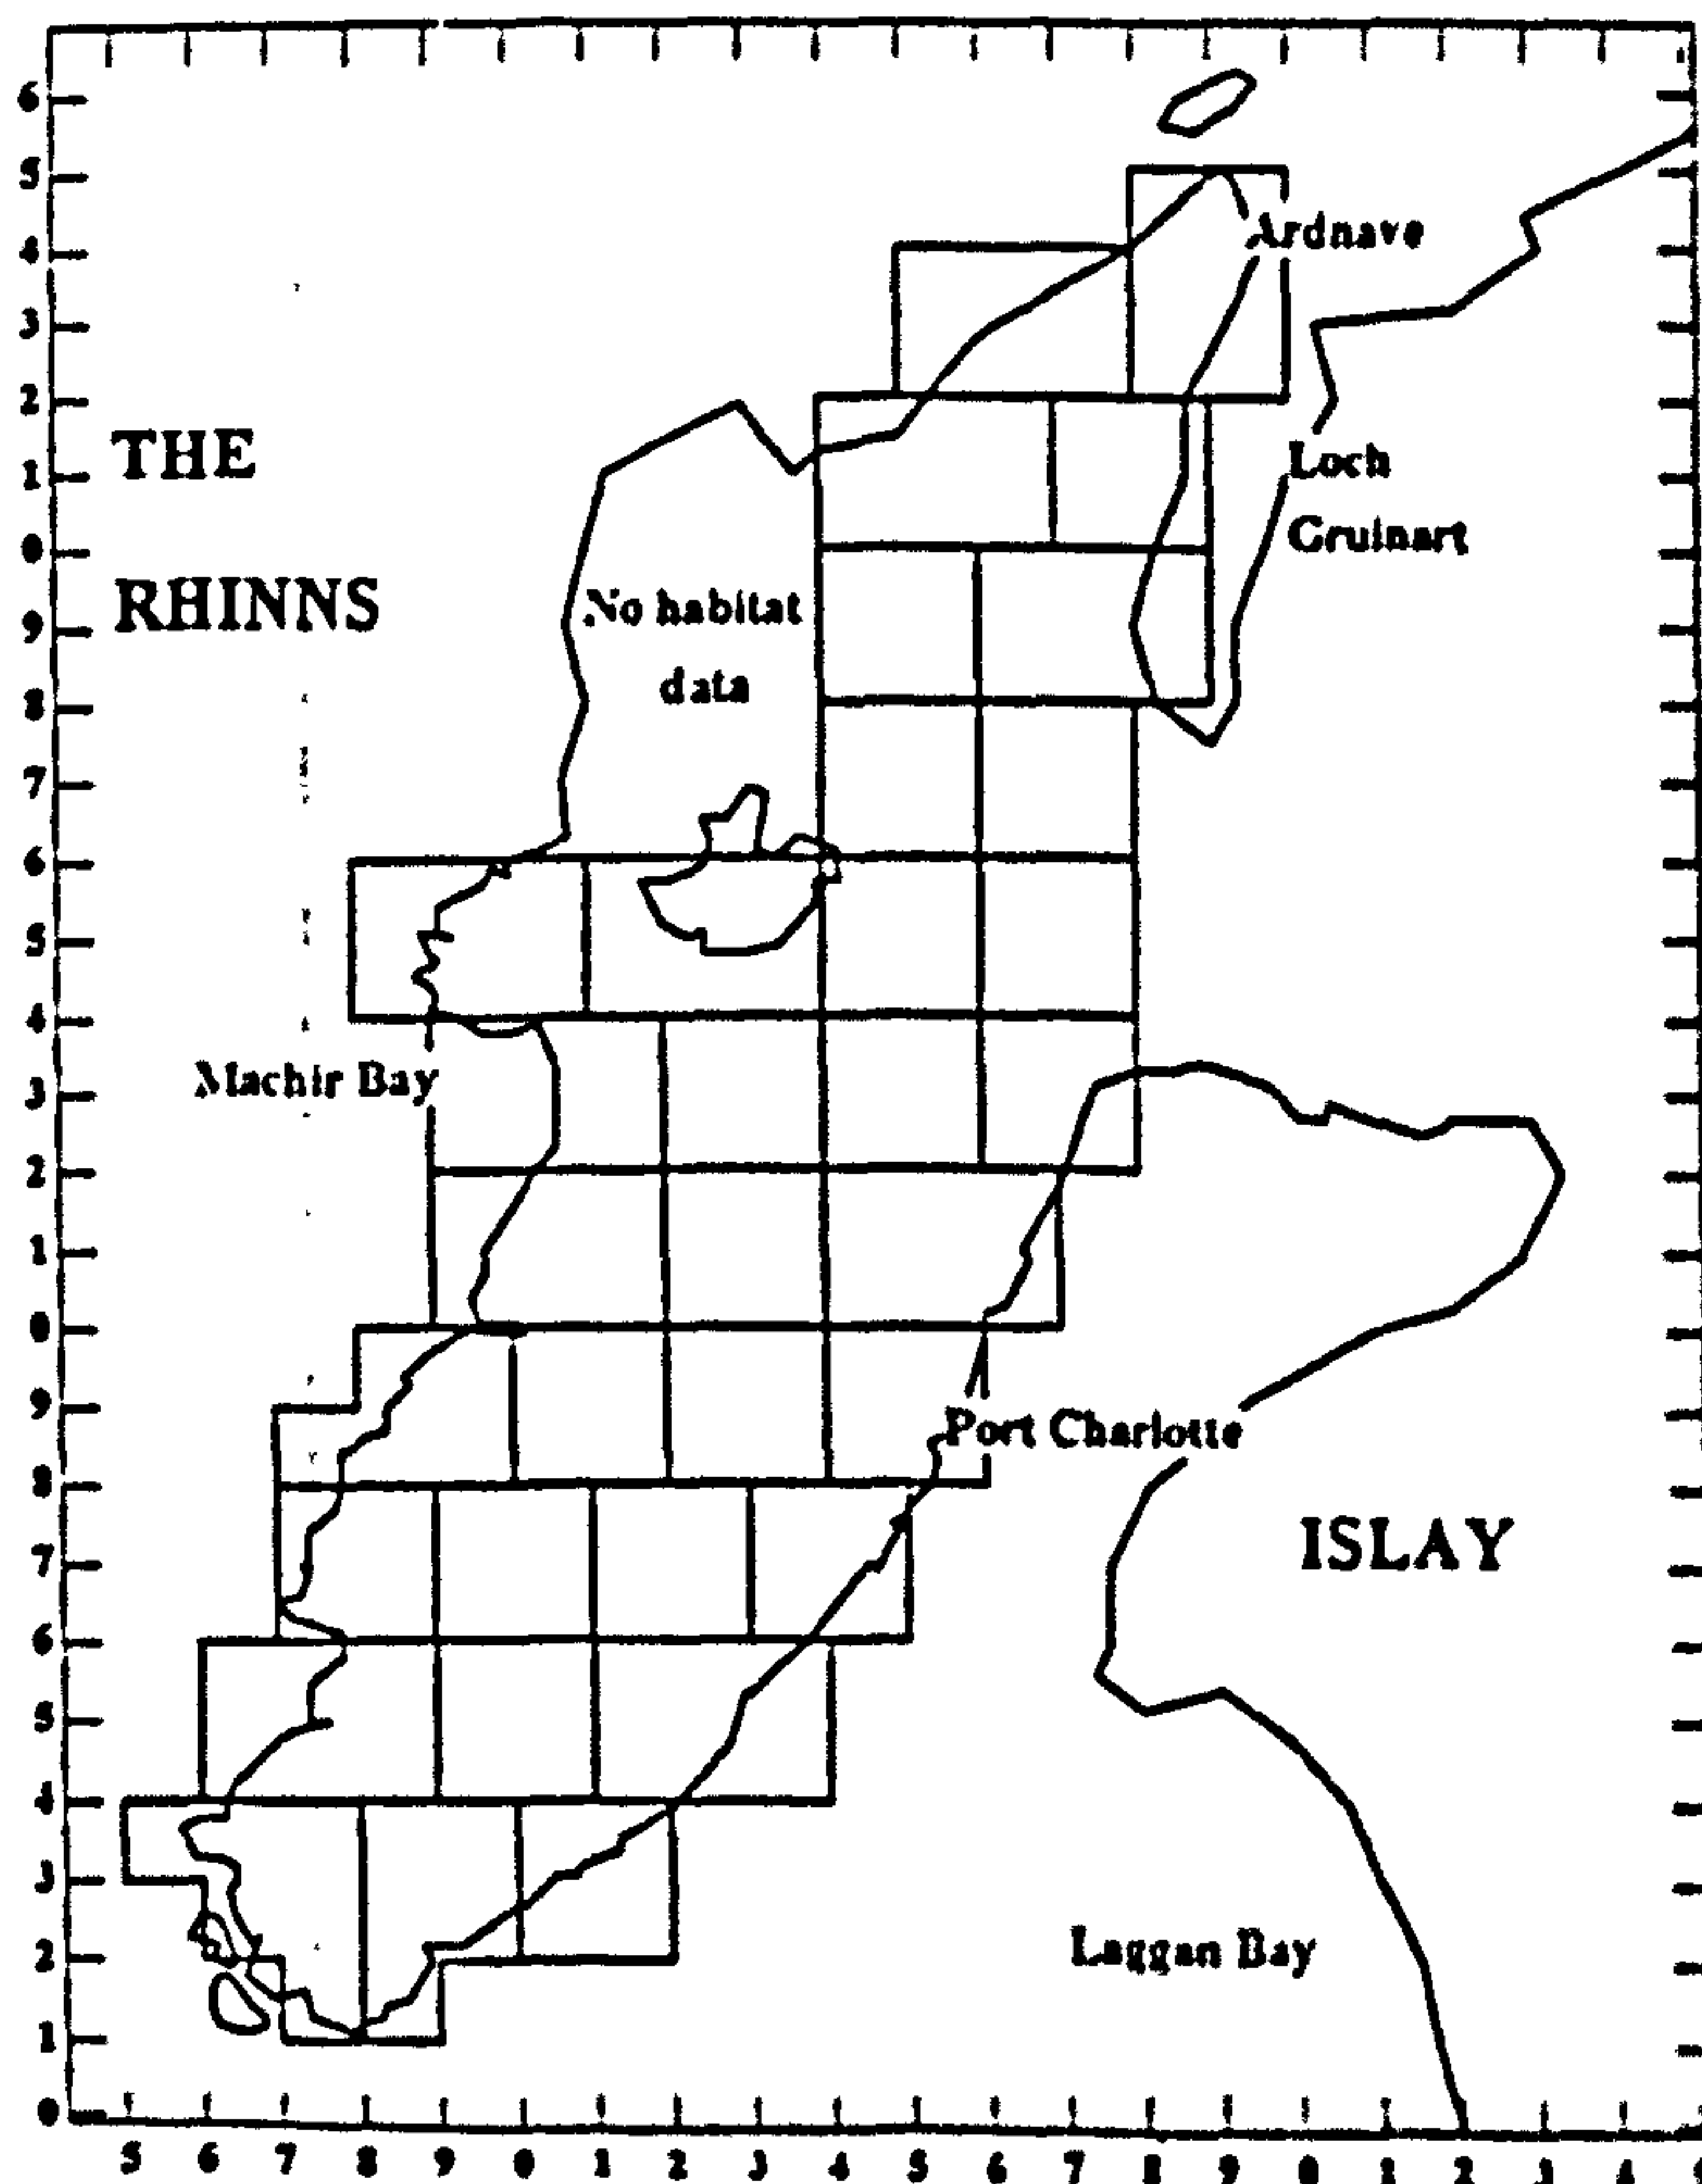 6
5
Ardnave
4
3
2
THE
Loch
1
Gruinart
0
RHINNS
No habitat
9
data
8
7
6
5
4
Machir Bay
3
2
1
0
9
Port Charlotte
8
ISLAY
7
6
5
4
3
Laggan Bay
2
1
0
5 6 7 8 9 0 1 2 3 4 5 6 7 8 9 0 1 2 3 4